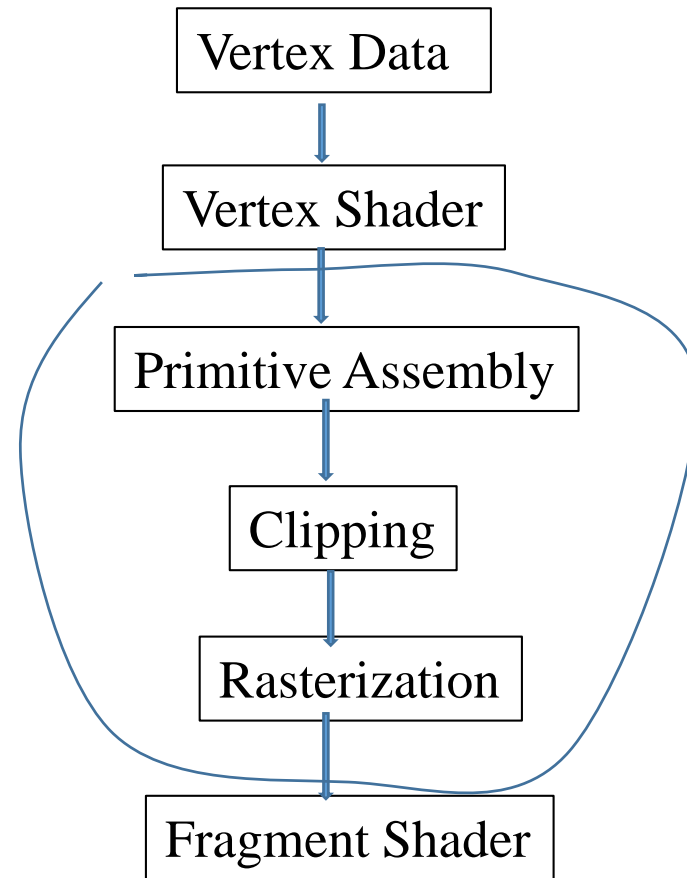 Vertex Data
Vertex Shader
Primitive Assembly
Clipping
Rasterization
Fragment Shader